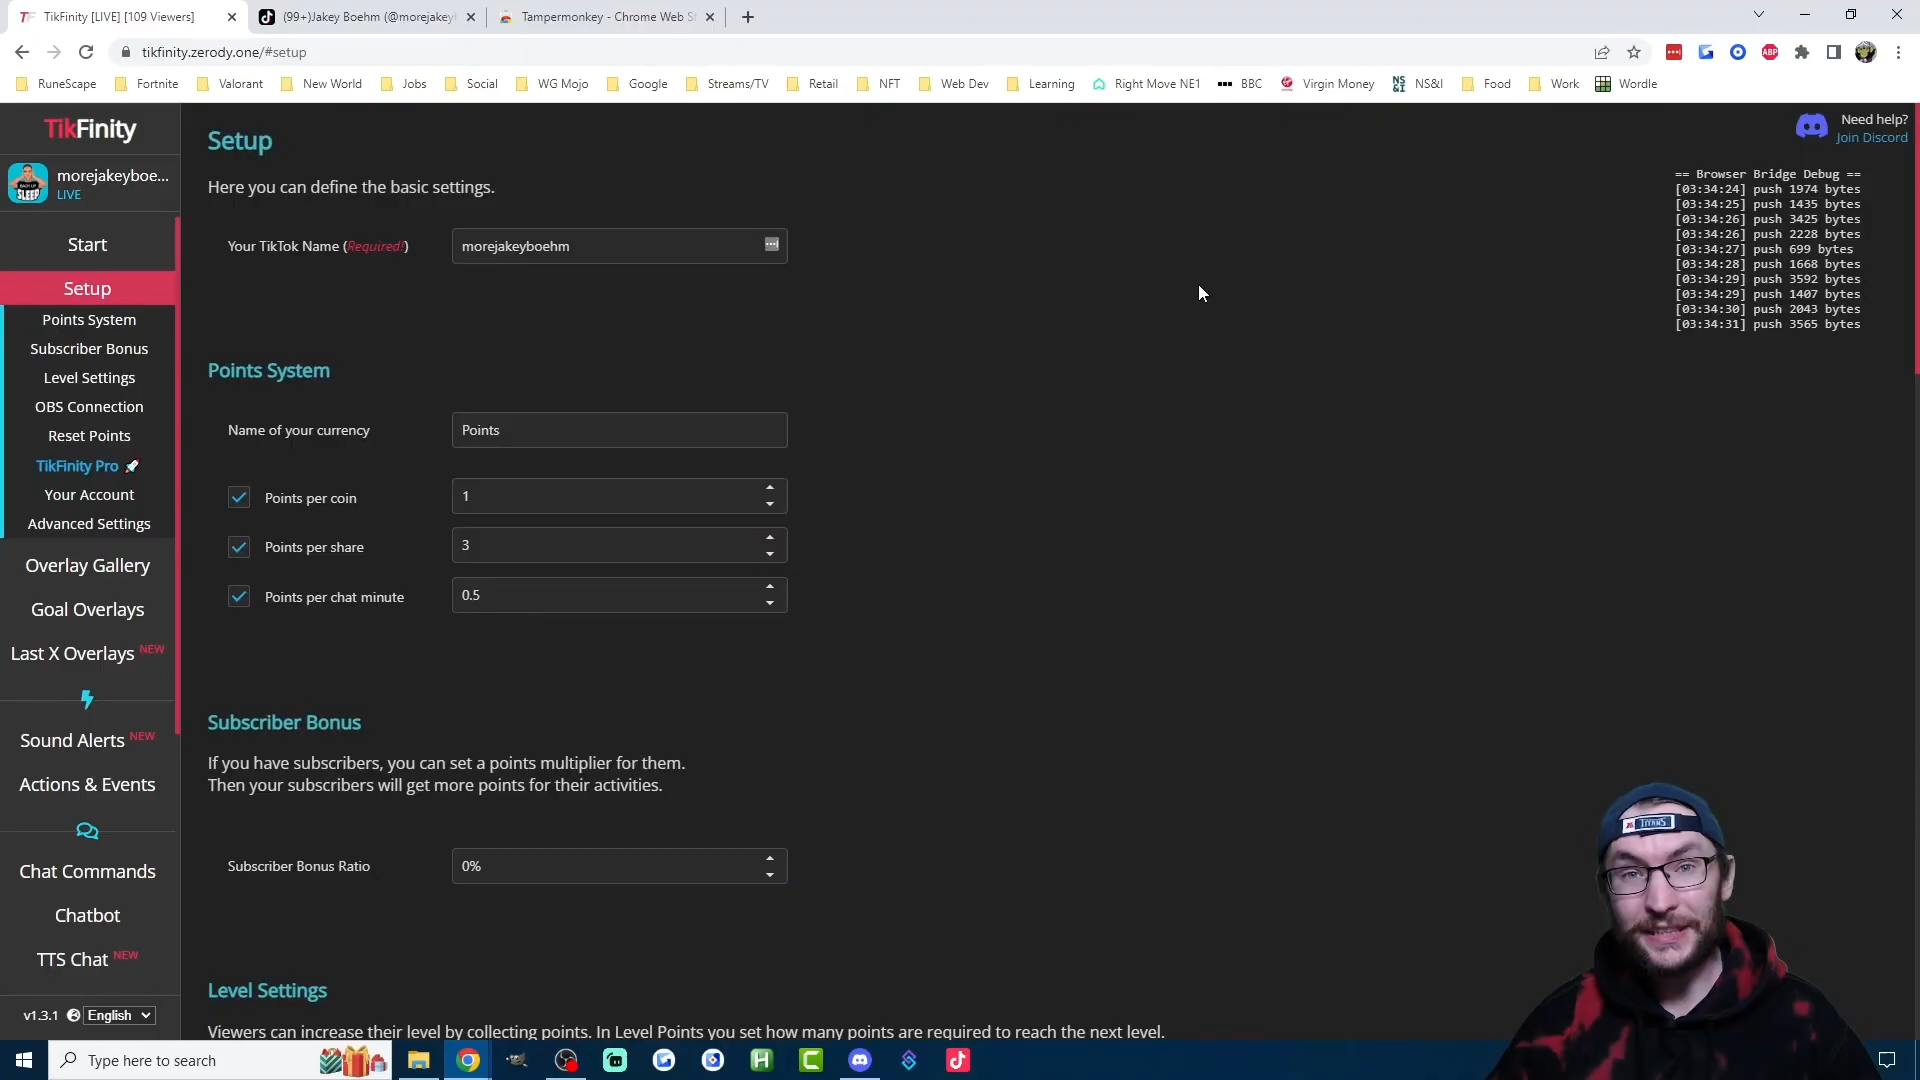 TikFinity [LIVE] [109 Viewers]
(99+)Jakey Boehm (@morejakeyb
Tampermonkey - Chrome Web S
tikfinity.zerody.one/#setup
ABP
RuneScape
Fortnite
Valorant
New World
Jobs
Social
WG Mojo
Google
Streams/TV
Retail
NFT
Web Dev
Learning
Right Move NE1
BBC
Virgin Money
NS&I
Food
Work
Wordle
TikFinity
morejakeyboe...
LIVE
Start
Setup
Points System
Subscriber Bonus
Level Settings
OBS Connection
Reset Points
TikFinity Pro 🚀
Your Account
Advanced Settings
Overlay Gallery
Goal Overlays
Last X Overlays NEW
Sound Alerts NEW
Actions & Events
Chat Commands
Chatbot
TTS Chat NEW
v1.3.1 English
Setup
Here you can define the basic settings.
Your TikTok Name (Required!)
morejakeyboehm
Points System
Name of your currency
Points
Points per coin
1
Points per share
3
Points per chat minute
0.5
Subscriber Bonus
If you have subscribers, you can set a points multiplier for them.
Then your subscribers will get more points for their activities.
Subscriber Bonus Ratio
0%
Level Settings
Viewers can increase their level by collecting points. In Level Points you set how many points are required to reach the next level.
Need help?
Join Discord
== Browser Bridge Debug ==
[03:34:24] push 1974 bytes
[03:34:25] push 1435 bytes
[03:34:26] push 3425 bytes
[03:34:26] push 2228 bytes
[03:34:27] push 699 bytes
[03:34:28] push 1668 bytes
[03:34:29] push 3592 bytes
[03:34:29] push 1407 bytes
[03:34:30] push 2043 bytes
[03:34:31] push 3565 bytes
TITANS
Type here to search